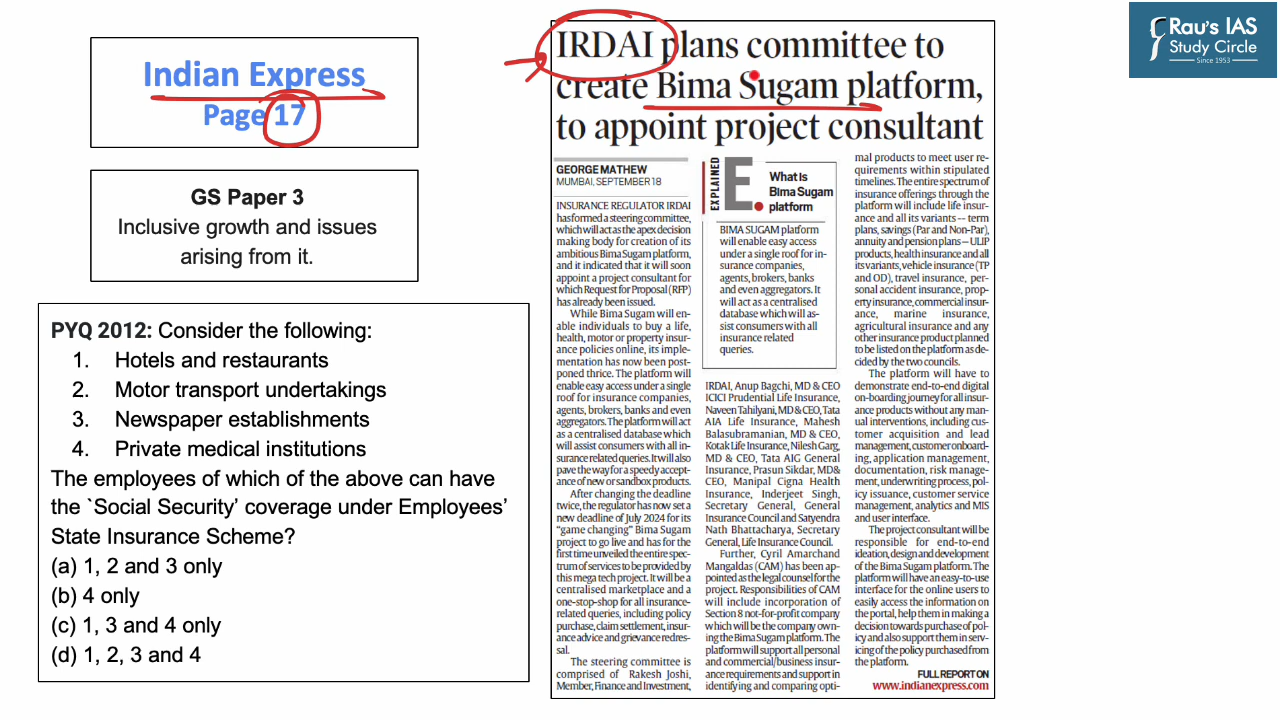 Indian Express
Page 17
GS Paper 3
Inclusive growth and issues
arising from it.
PYQ 2012: Consider the following:
1. Hotels and restaurants
2. Motor transport undertakings
3. Newspaper establishments
4. Private medical institutions
The employees of which of the above can have
the `Social Security’ coverage under Employees’
State Insurance Scheme?
(a) 1, 2 and 3 only
(b) 4 only
(c) 1, 3 and 4 only
(d) 1, 2, 3 and 4
IRDAI plans committee to
create Bima Sugam platform,
to appoint project consultant
GEORGE MATHEW
MUMBAI, SEPTEMBER 18
INSURANCE REGULATOR IRDAI
has formed a steering committee,
which will act as the apex decision
making body for creation of its
ambitious Bima Sugam platform,
and it indicated that it will soon
appoint a project consultant for
which Request for Proposal (RFP)
has already been issued.
While Bima Sugam will en-
able individuals to buy a life,
health, motor or property insur-
ance policies online, its imple-
mentation has now been post-
poned thrice. The platform will
enable easy access under a single
roof for insurance companies,
agents, brokers, banks and even
aggregators. The platform will act
as a centralised database which
will assist consumers with all in-
surance related queries. It will also
pave the way for a speedy accept-
ance of new or sandbox products.
After changing the deadline
twice, the regulator has now set a
new deadline of July 2024 for its
“game changing” Bima Sugam
project to go live and has for the
first time unveiled the entire spec-
trum of services to be provided by
this mega tech project. It will be a
centralised marketplace and a
one-stop-shop for all insurance-
related queries, including policy
purchase, claim settlement, insur-
ance advice and grievance redres-
sal.
The steering committee is
comprised of Rakesh Joshi,
Member, Finance and Investment,
EXPLAINED
E.
What Is
Bima Sugam
platform
BIMA SUGAM platform
will enable easy access
under a single roof for in-
surance companies,
agents, brokers, banks
and even aggregators. It
will act as a centralised
database which will as-
sist consumers with all
insurance related
queries.
IRDAI, Anup Bagchi, MD & CEO
ICICI Prudential Life Insurance,
Naveen Tahilyani, MD & CEO, Tata
AIA Life Insurance, Mahesh
Balasubramanian, MD & CEO,
Kotak Life Insurance, Nilesh Garg,
MD & CEO, Tata AIG General
Insurance, Prasun Sikdar, MD&
CEO, Manipal Cigna Health
Insurance, Inderjeet Singh,
Secretary General, General
Insurance Council and Satyendra
Nath Bhattacharya, Secretary
General, Life Insurance Council.
Further, Cyril Amarchand
Mangaldas (CAM) has been ap-
pointed as the legal counsel for the
project. Responsibilities of CAM
will include incorporation of
Section 8 not-for-profit company
which will be the company own-
ing the Bima Sugam platform. The
platform will support all personal
and commercial/business insur-
ance requirements and support in
identifying and comparing opti-
mal products to meet user re-
quirements within stipulated
timelines. The entire spectrum of
insurance offerings through the
platform will include life insur-
ance and all its variants -- term
plans, savings (Par and Non-Par),
annuity and pension plans – ULIP
products, health insurance and all
its variants, vehicle insurance (TP
and OD), travel insurance, per-
sonal accident insurance, prop-
erty insurance, commercial insur-
ance, marine insurance,
agricultural insurance and any
other insurance product planned
to be listed on the platform as de-
cided by the two councils.
The platform will have to
demonstrate end-to-end digital
on-boarding journey for all insur-
ance products without any man-
ual interventions, including cus-
tomer acquisition and lead
management, customer onboard-
ing, application management,
documentation, risk manage-
ment, underwriting process, pol-
icy issuance, customer service
management, analytics and MIS
and user interface.
The project consultant will be
responsible for end-to-end
ideation, design and development
of the Bima Sugam platform. The
platform will have an easy-to-use
interface for the online users to
easily access the information on
the portal, help them in making a
decision towards purchase of pol-
icy and also support them in serv-
icing of the policy purchased from
the platform.
FULL REPORT ON
www.indianexpress.com
Rau's IAS
Study Circle
Since 1953